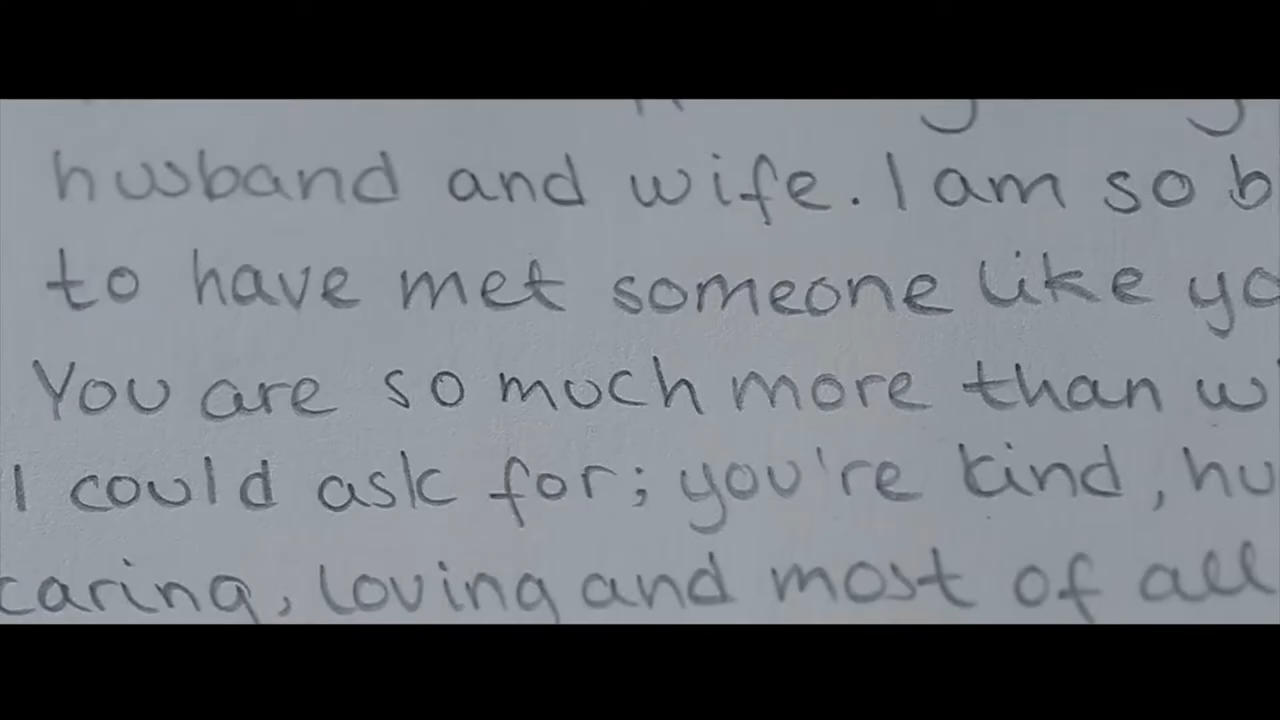 husband and wife. I am so
to have met someone like
You are so much more than
I could ask for; you're kind,
caring, loving and most of all